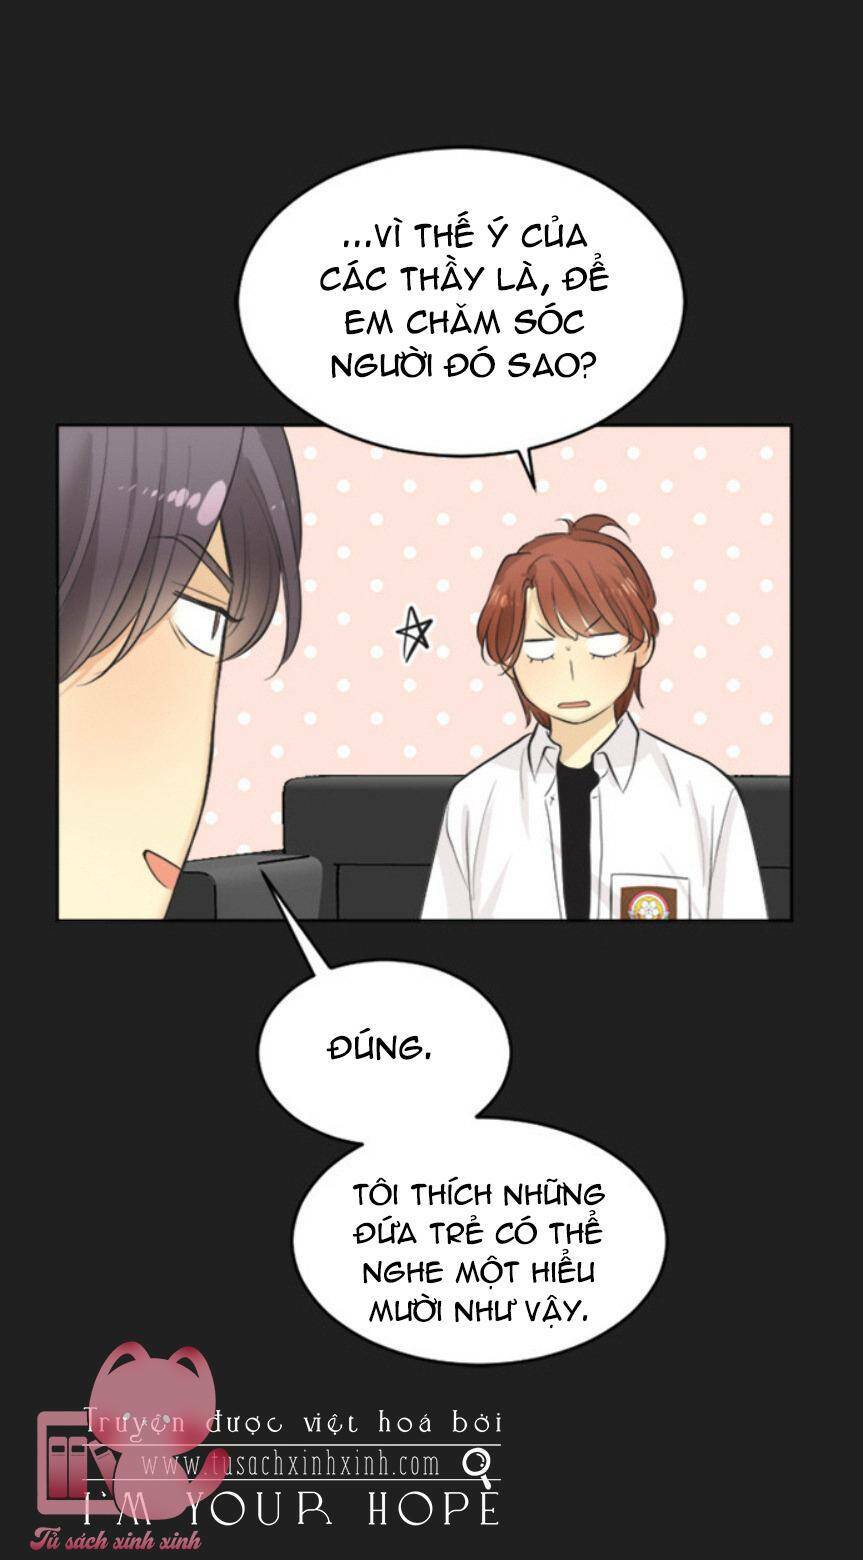 ...VÌ THẾ Ý CỦA
CÁC THẦY LÀ, ĐỂ
EM CHĂM SÓC
NGƯỜI ĐÓ SAO?
ĐÚNG.
TÔI THÍCH NHỮNG
ĐỨA TRẺ CÓ THỂ
NGHE MỘT HIỂU
MƯỜI NHƯ VẬY.
Truyện được việt hoá bởi
www.tusachxinhxinh.com
I'M YOUR HOPE
Tủ sách xinh xinh